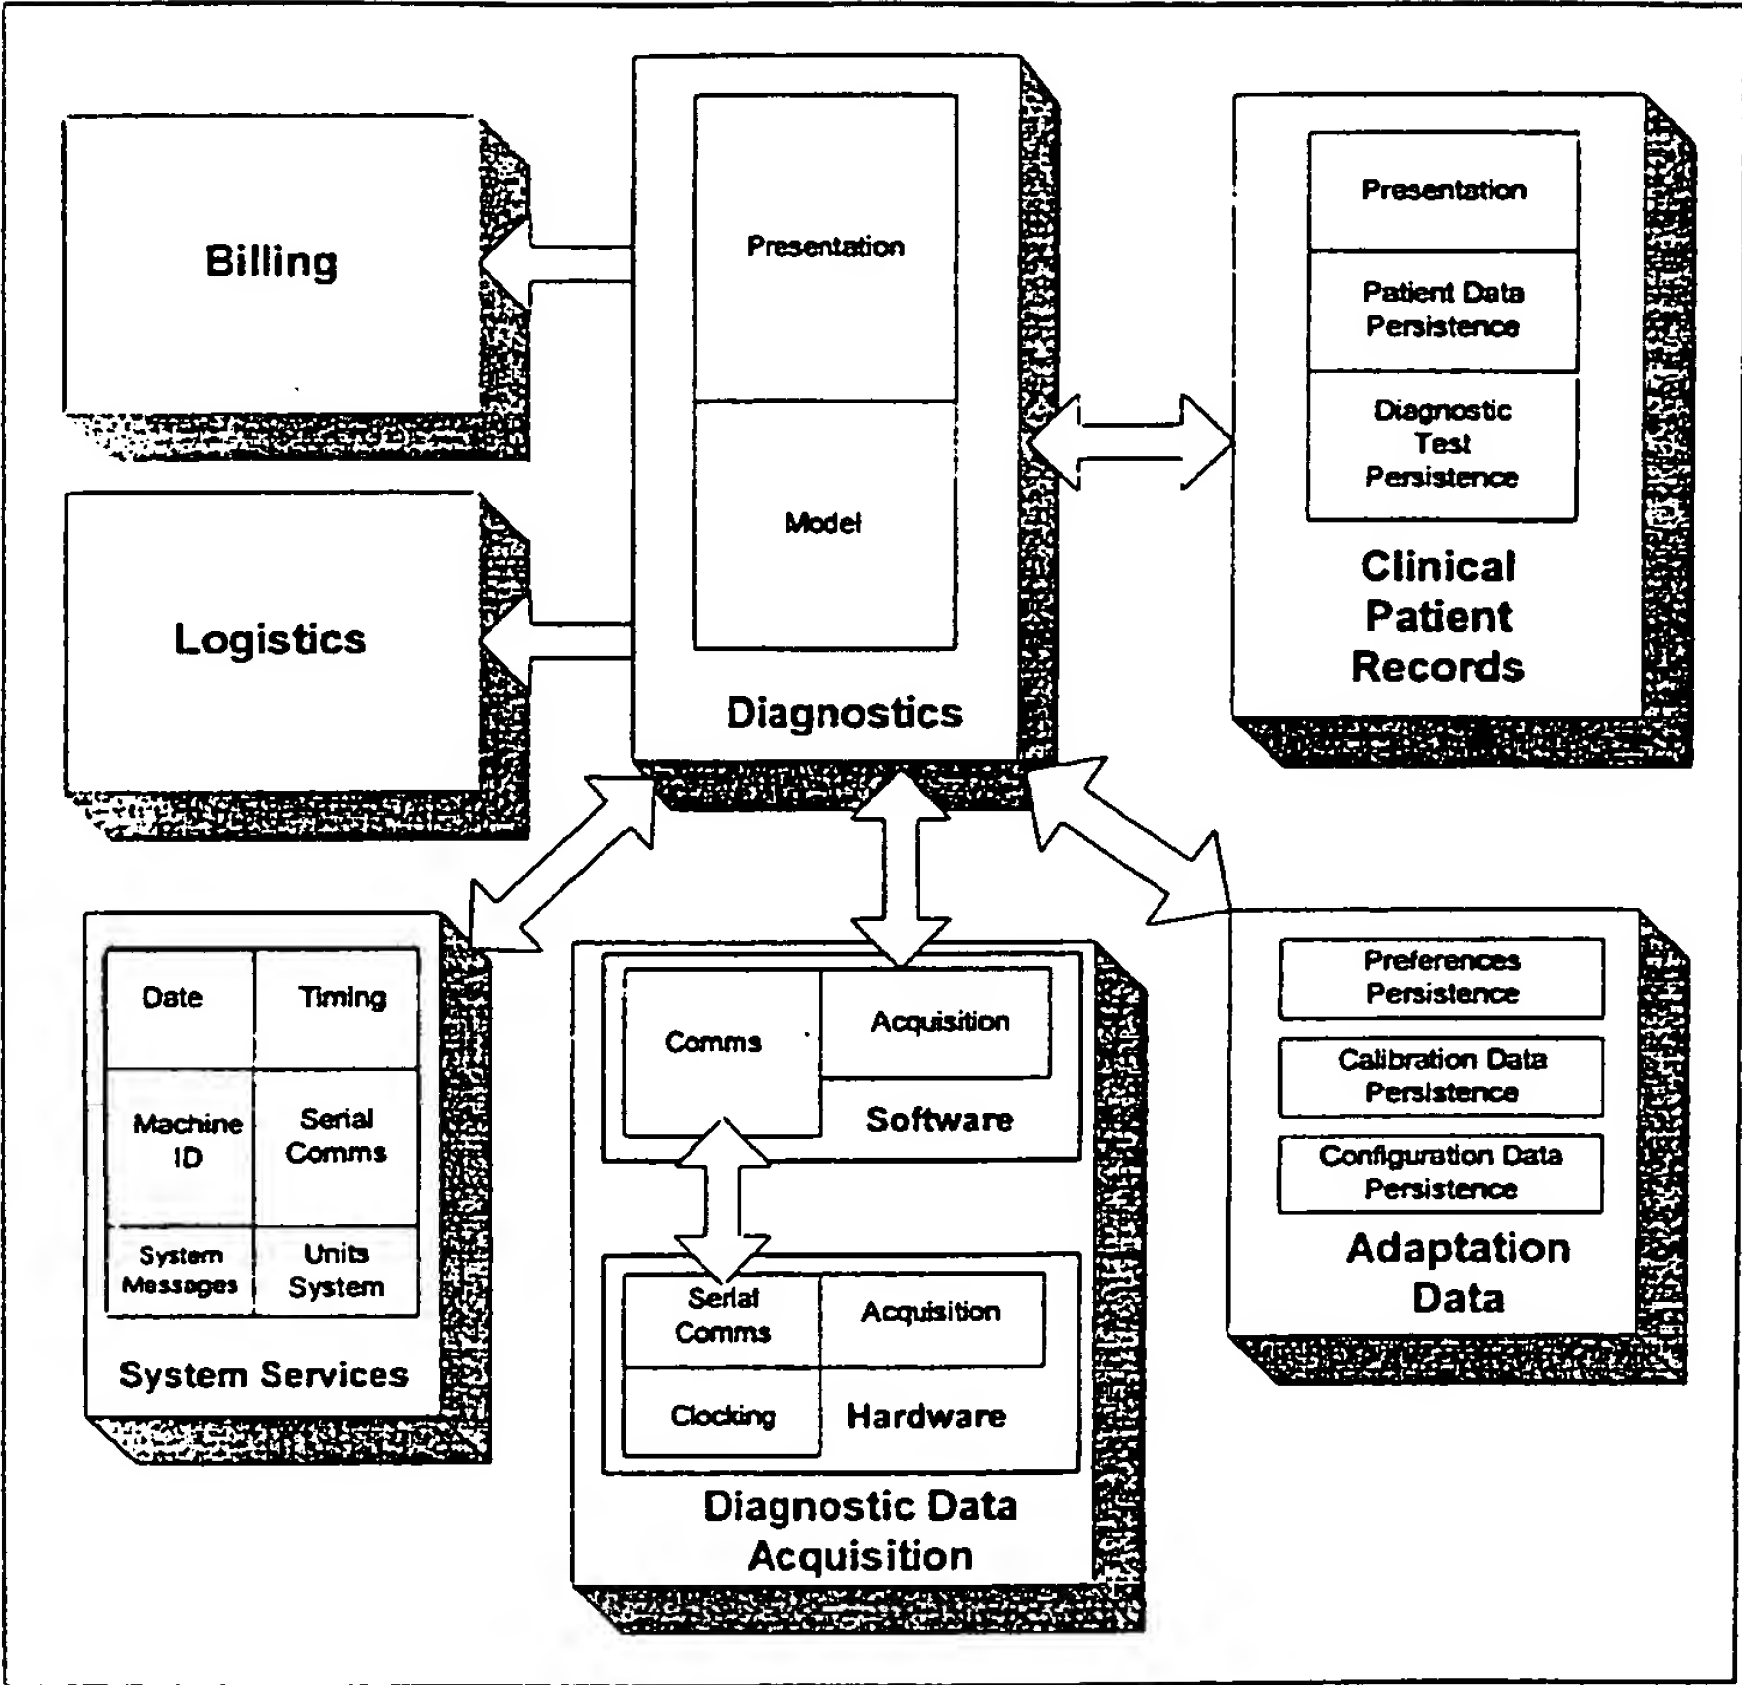 Billing
Logistics
Presentation
Model
Diagnostics
Presentation
Patient Data
Persistence
Diagnostic
Test
Persistence
Clinical
Patient
Records
Date
Timing
Machine
ID
Serial
Comms
System
Messages
Units
System
System Services
Comms
Acquisition
Software
Serial
Comms
Acquisition
Clocking
Hardware
Diagnostic Data
Acquisition
Preferences
Persistence
Calibration Data
Persistence
Configuration Data
Persistence
Adaptation
Data